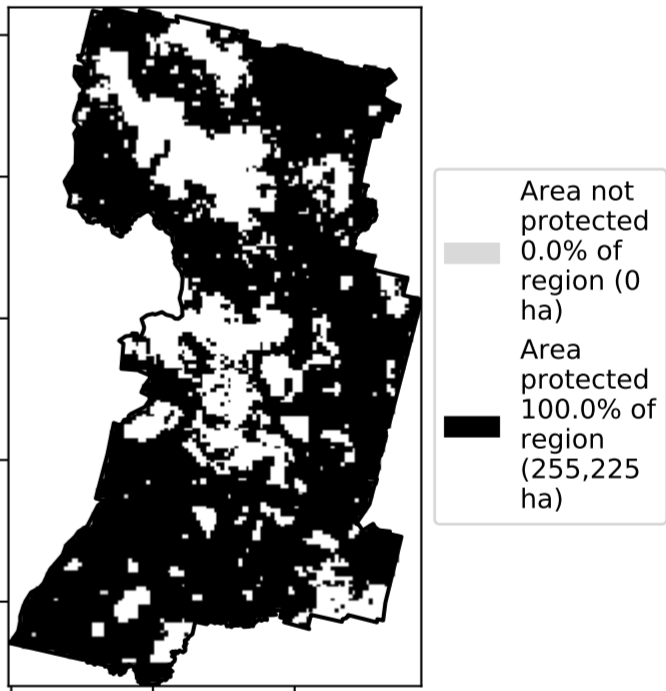 Area not
protected
0.0% of
region (0
ha)
Area
protected
100.0% of
region
(255,225
ha)